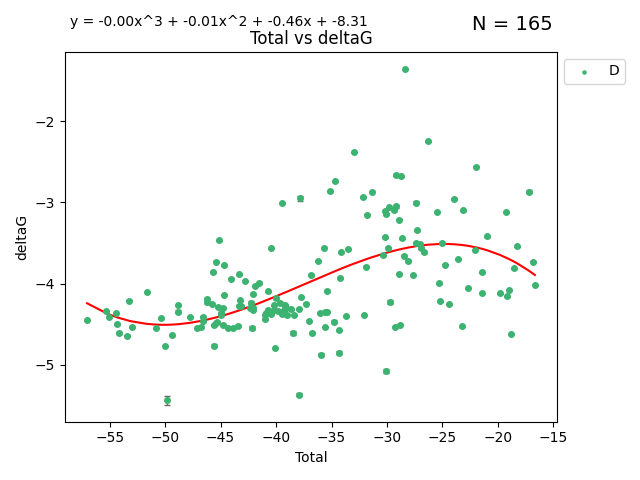 y = -0.00x^3 + -0.01x^2 + -0.46x + -8.31
N = 165
Total vs deltaG
D
deltaG
−2
−3
−4
−5
−55 −50 −45 −40 −35 −30 −25 −20 −15
Total